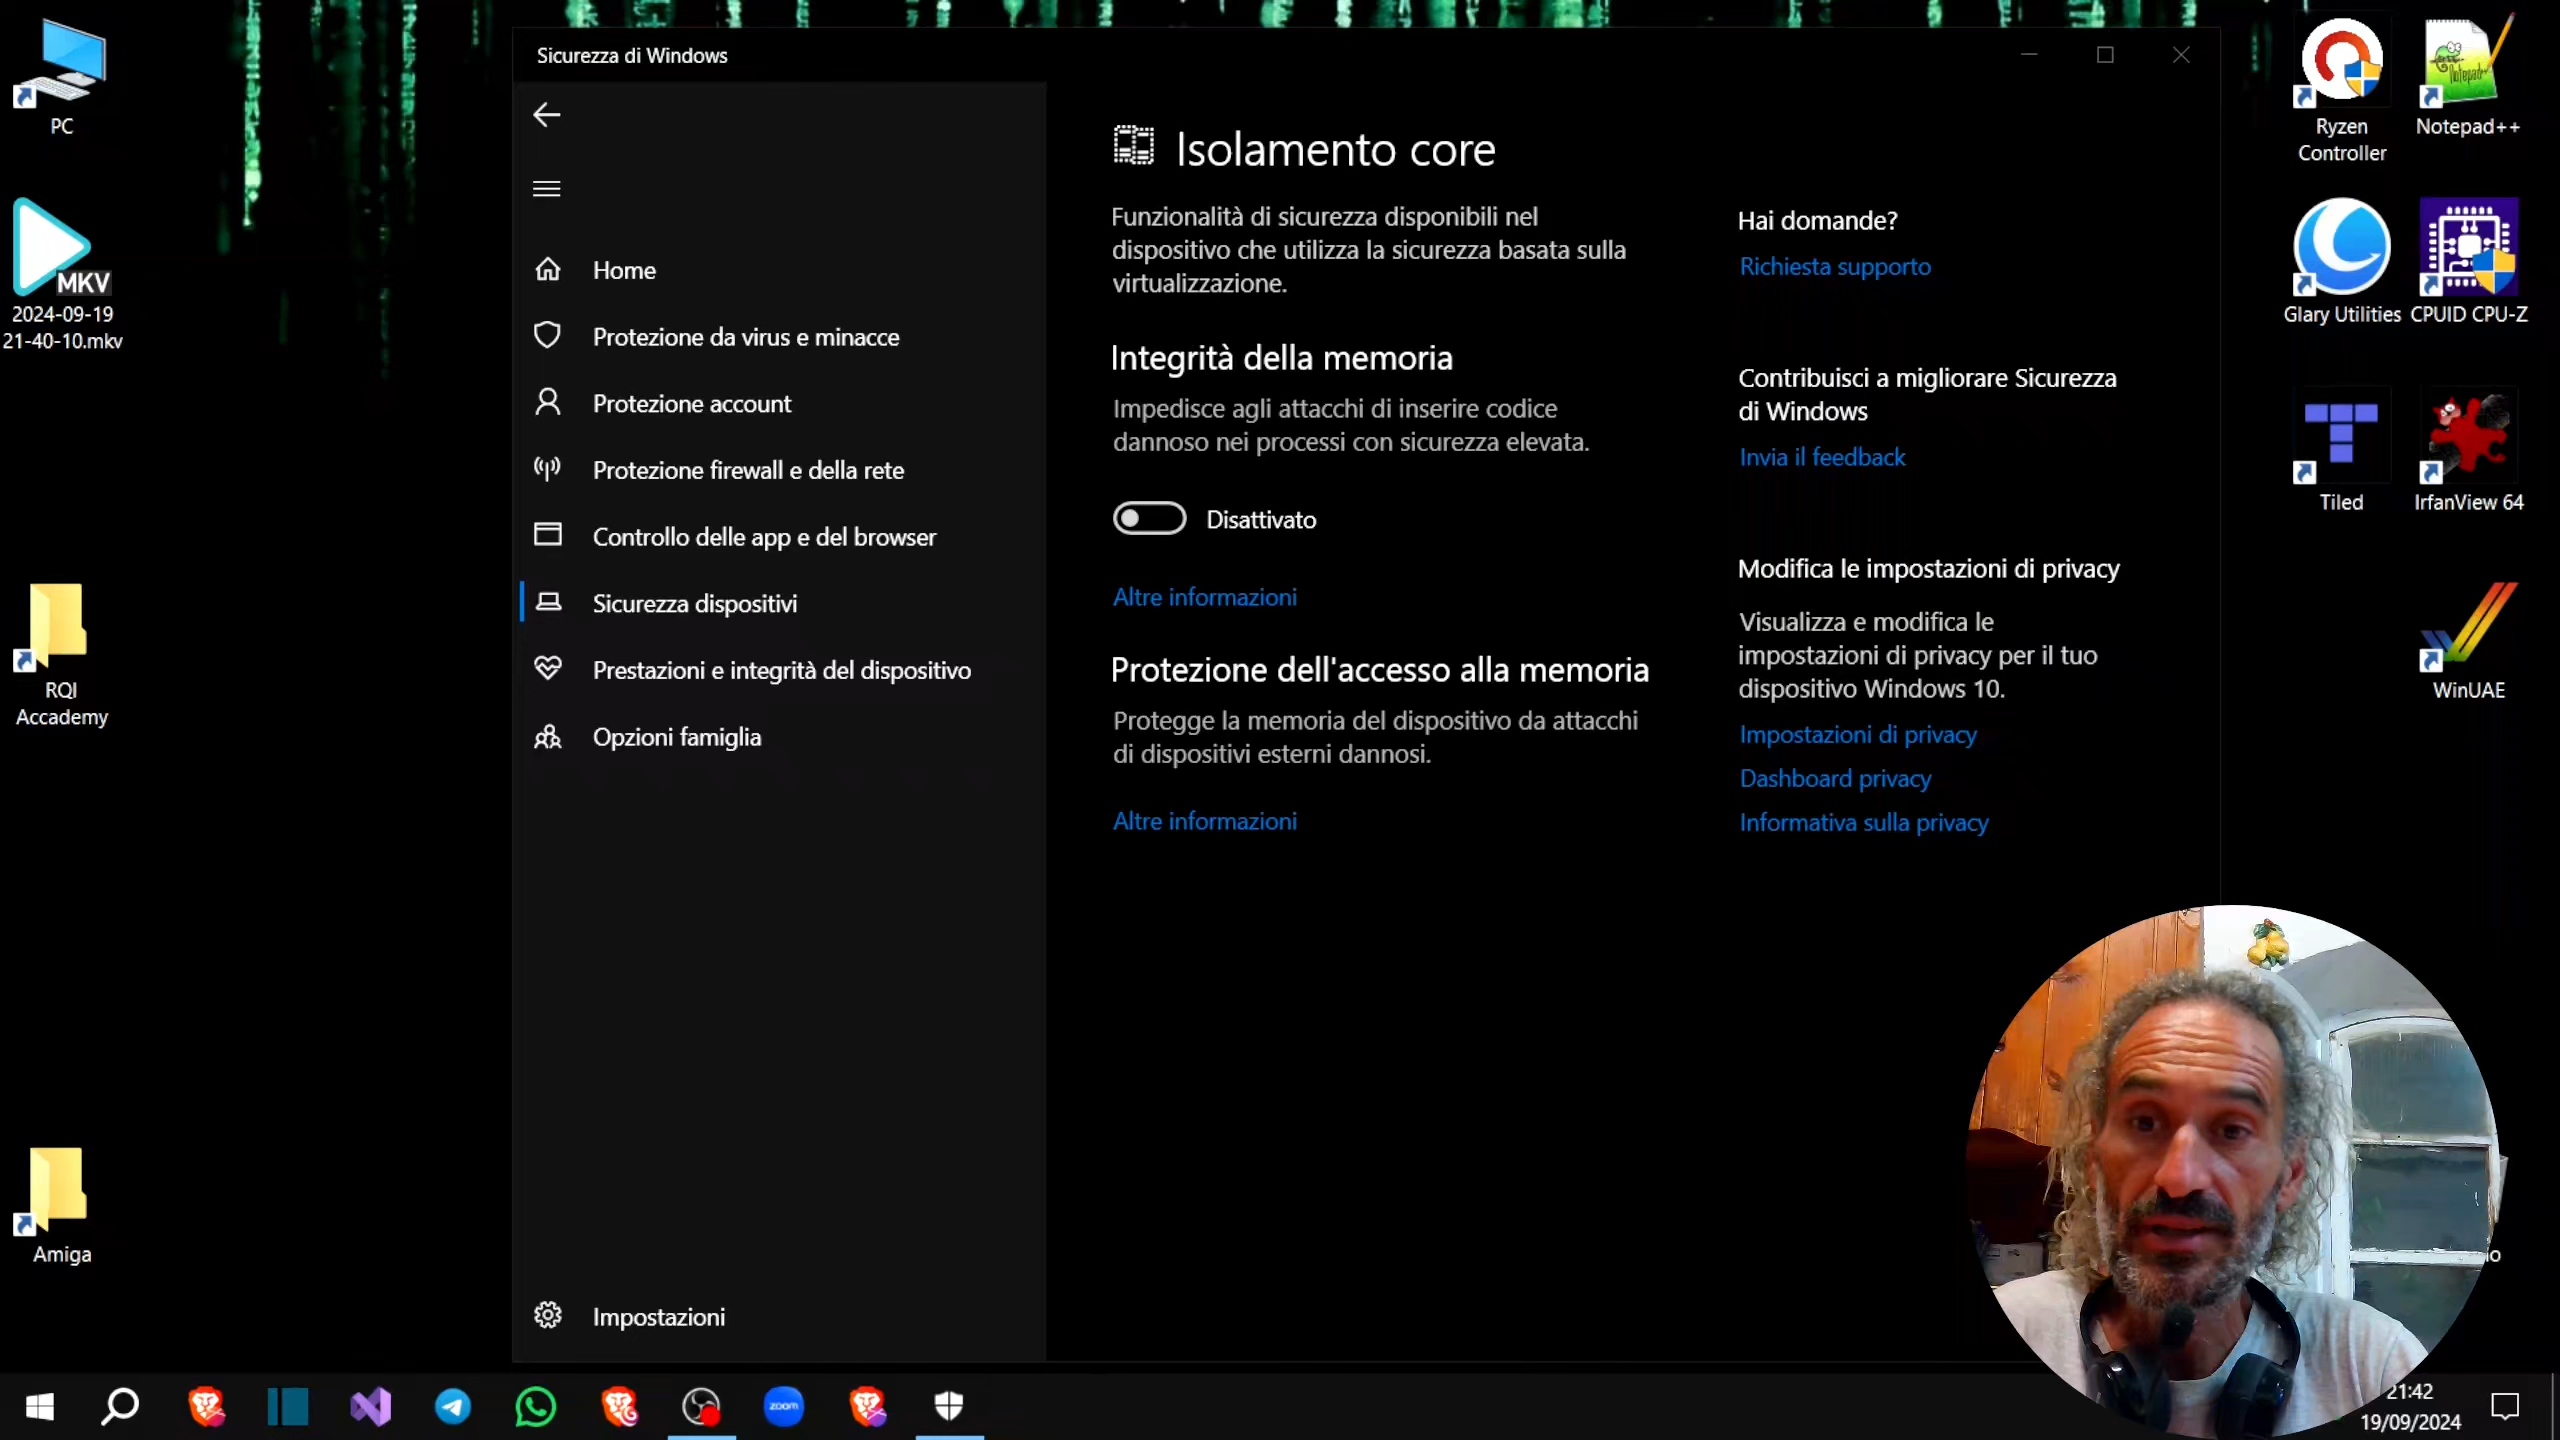 Sicurezza di Windows
PC
MKV
2024-09-19
21-40-10.mkv
RQI
Accademy
Amiga
Home
Protezione da virus e minacce
Protezione account
Protezione firewall e della rete
Controllo delle app e del browser
Sicurezza dispositivi
Prestazioni e integrità del dispositivo
Opzioni famiglia
Impostazioni
Isolamento core
Funzionalità di sicurezza disponibili nel
dispositivo che utilizza la sicurezza basata sulla
virtualizzazione.
Integrità della memoria
Impedisce agli attacchi di inserire codice
dannoso nei processi con sicurezza elevata.
Disattivato
Altre informazioni
Protezione dell'accesso alla memoria
Protegge la memoria del dispositivo da attacchi
di dispositivi esterni dannosi.
Altre informazioni
Hai domande?
Richiesta supporto
Contribuisci a migliorare Sicurezza
di Windows
Invia il feedback
Modifica le impostazioni di privacy
Visualizza e modifica le
impostazioni di privacy per il tuo
dispositivo Windows 10.
Impostazioni di privacy
Dashboard privacy
Informativa sulla privacy
Ryzen
Controller
Notepad
Notepad++
Glary Utilities
CPUID CPU-Z
Tiled
IrfanView 64
WinUAE
zoom
21:42
19/09/2024